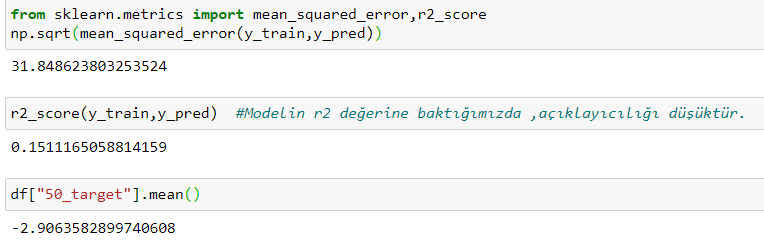 from sklearn.metrics import mean_squared_error,r2_score
np.sqrt(mean_squared_error(y_train,y_pred))
31.848623803253524
r2_score(y_train,y_pred)  #Modelin r2 değerine baktığımızda ,açıklayıcılığı düşüktür.
0.1511165058814159
df["50_target"].mean()
-2.9063582899740608